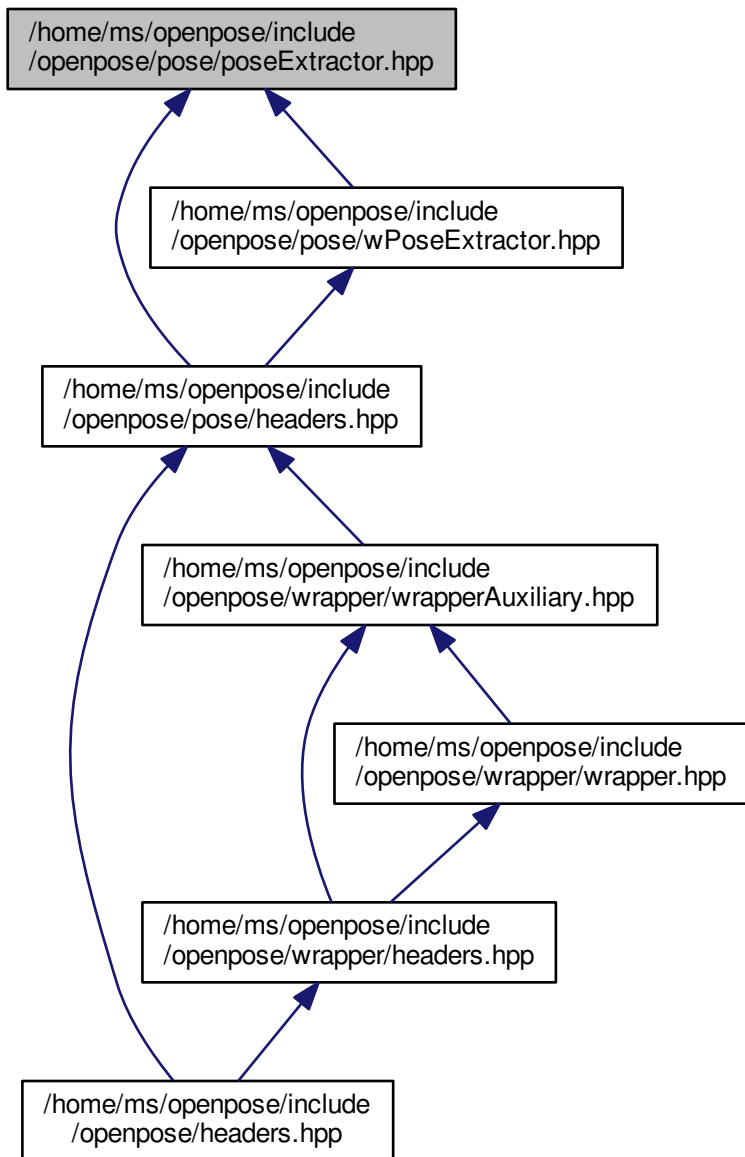 /home/ms/openpose/include
/openpose/pose/poseExtractor.hpp
/home/ms/openpose/include
/openpose/pose/wPoseExtractor.hpp
/home/ms/openpose/include
/openpose/pose/headers.hpp
/home/ms/openpose/include
/openpose/wrapper/wrapperAuxiliary.hpp
/home/ms/openpose/include
/openpose/wrapper/wrapper.hpp
/home/ms/openpose/include
/openpose/wrapper/headers.hpp
/home/ms/openpose/include
/openpose/headers.hpp